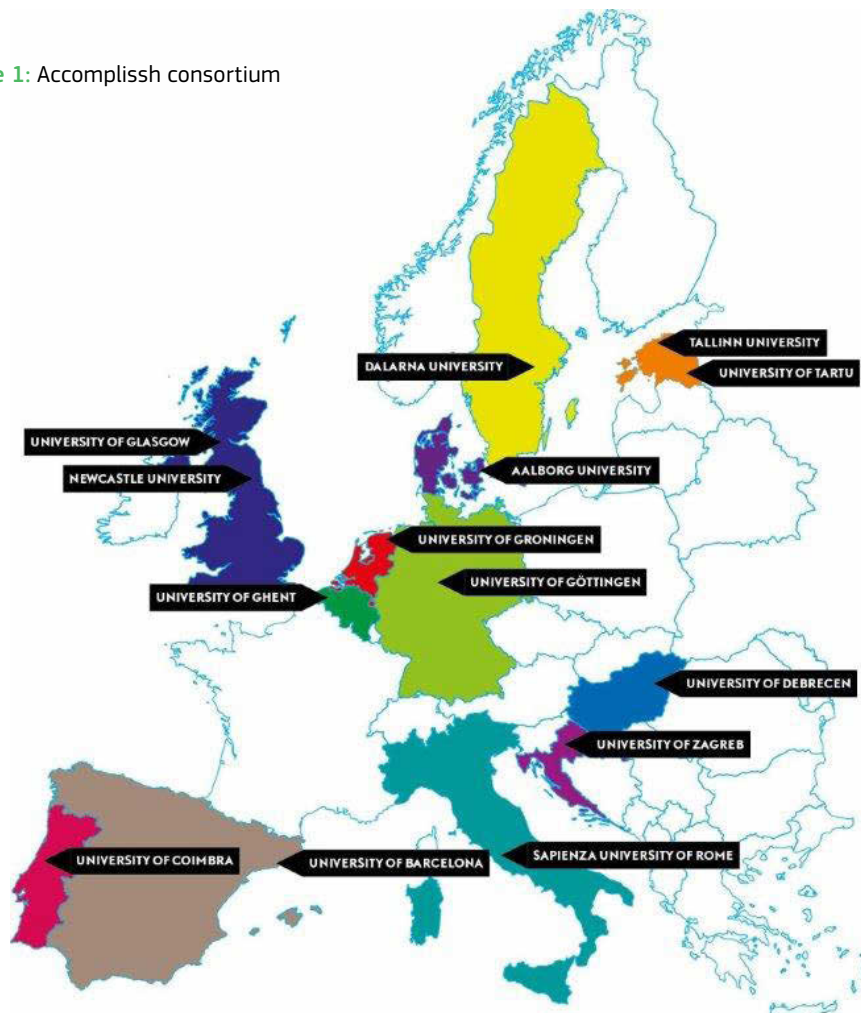 e 1: Accomplissh consortium
TALLINN UNIVERSITY
DALARNA UNIVERSITY
UNIVERSITY OF TARTU
UNIVERSITY OF GLASGOW
AALBORG UNIVERSITY
NEWCASTLE UNIVERSITY
UNIVERSITY OF GRONINGEN
UNIVERSITY OF GÖTTINGEN
UNIVERSITY OF GHENT
UNIVERSITY OF DEBRECEN
UNIVERSITY OF ZAGREB
UNIVERSITY OF COIMBRA
UNIVERSITY OF BARCELONA
SAPIENZA UNIVERSITY OF ROME